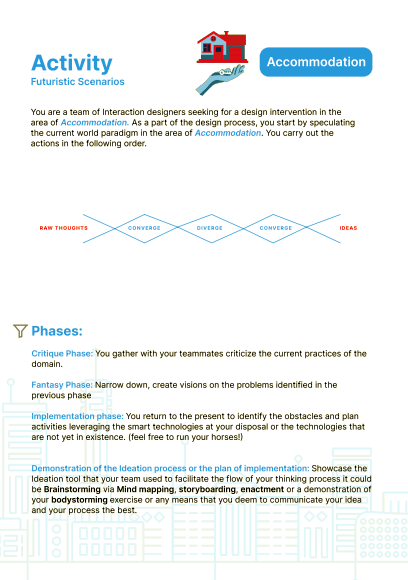 Activity
Futuristic Scenarios
Accommodation
You are a team of Interaction designers seeking for a design intervention in the
area of Accommodation. As a part of the design process, you start by speculating
the current world paradigm in the area of Accommodation. You carry out the
actions in the following order.
RAW THOUGHTS CONVERGE DIVERGE CONVERGE IDEAS
Phases:
Critique Phase: You gather with your teammates criticize the current practices of the
domain.
Fantasy Phase: Narrow down, create visions on the problems identified in the
previous phase
Implementation phase: You return to the present to identify the obstacles and plan
activities leveraging the smart technologies at your disposal or the technologies that
are not yet in existence. (feel free to run your horses!)
Demonstration of the Ideation process or the plan of implementation: Showcase the
Ideation tool that your team used to facilitate the flow of your thinking process it could
be Brainstorming via Mind mapping, storyboarding, enactment or a demonstration of
your bodystorming exercise or any means that you deem to communicate your idea
and your process the best.